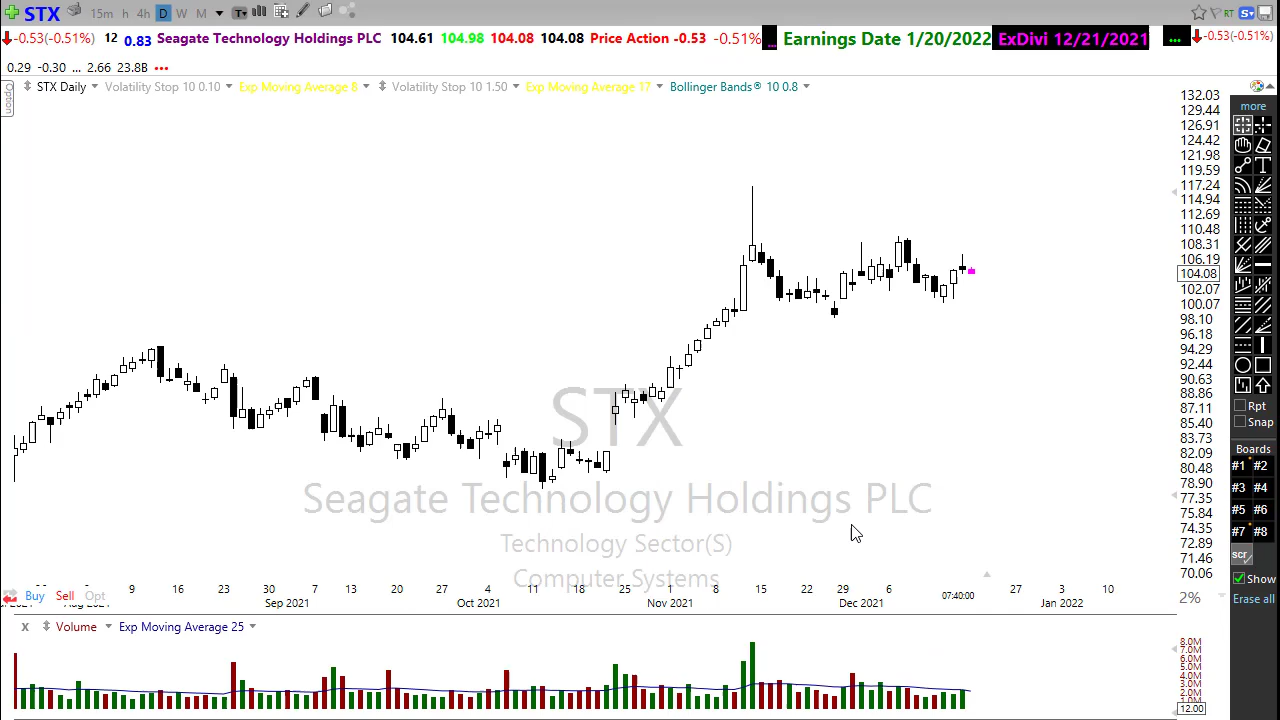 STX 15m h 4h D W M T RT S
-0.53(-0.51%) 12 0.83 Seagate Technology Holdings PLC 104.61 104.98 104.08 104.08 Price Action -0.53 -0.51% ... Earnings Date 1/20/2022 ExDivi 12/21/2021 ... -0.53(-0.51%)
0.29 -0.30 ... 2.66 23.8B •••
Option
STX Daily Volatility Stop 10 0.10 Exp Moving Average 8 Volatility Stop 10 1.50 Exp Moving Average 17 Bollinger Bands® 10 0.8
132.03
129.44
126.91
124.42
121.98
119.59
117.24
114.94
112.69
110.48
108.31
106.19
104.08
102.07
100.07
98.10
96.18
94.29
92.44
90.63
88.86
87.11
85.40
83.73
82.09
80.48
78.90
77.35
75.84
74.35
72.89
71.46
70.06
2%
more
Rpt
Snap
Boards
#1 #2
#3 #4
#5 #6
#7 #8
scr
Show
Erase all
STX
Seagate Technology Holdings PLC
Technology Sector(S)
Computer Systems
9 16 23 30 7 13 20 27 4 11 18 25 1 8 15 22 29 6 07:40:00 27 3 10
Buy Sell Opt
Sep 2021 Oct 2021 Nov 2021 Dec 2021 Jan 2022
X Volume Exp Moving Average 25
8.0M
7.0M
6.0M
5.0M
4.0M
3.0M
2.0M
12.00